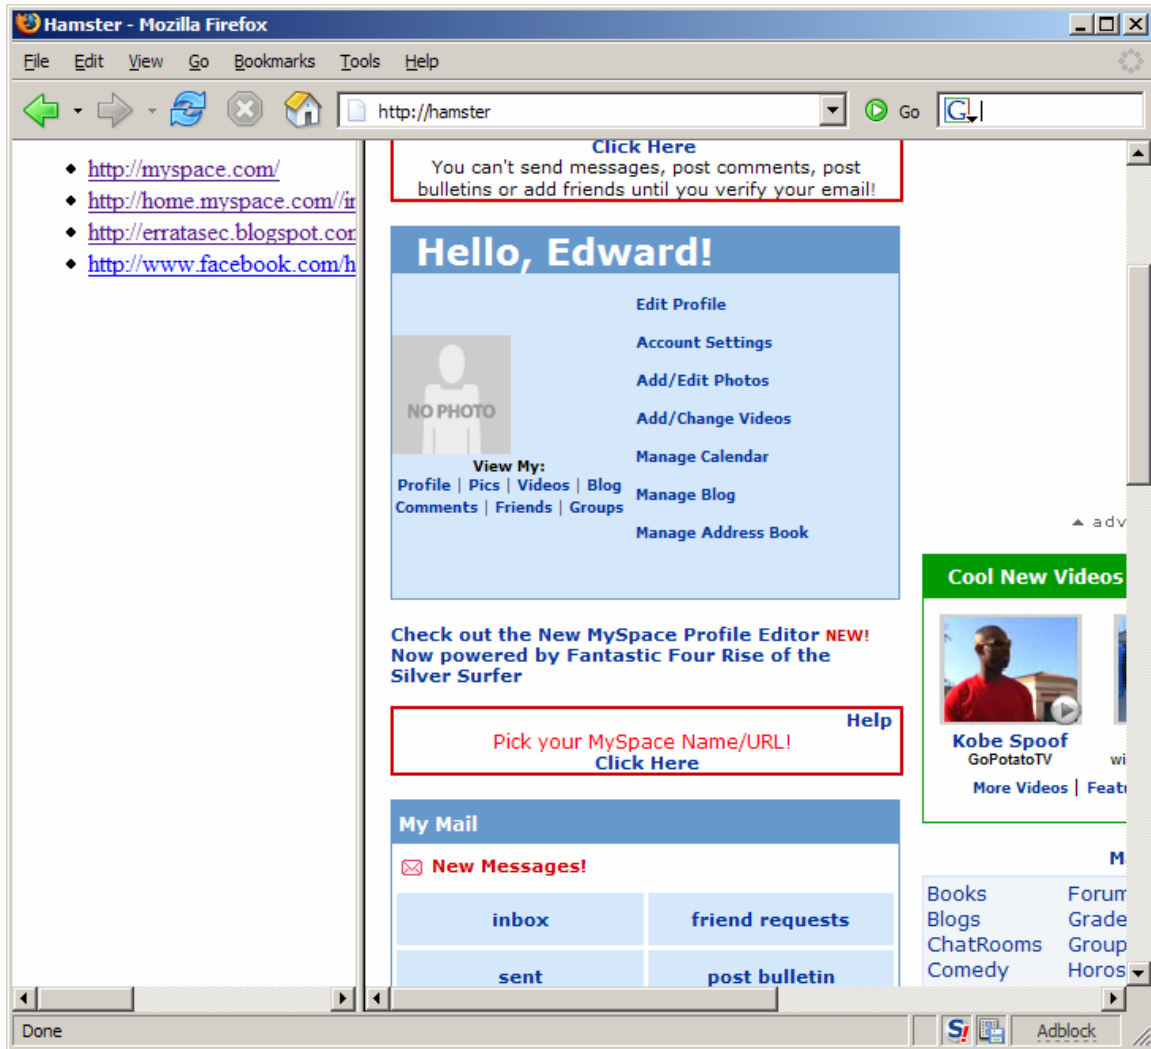 Hamster - Mozilla Firefox
File Edit View Go Bookmarks Tools Help
http://hamster Go G
http://myspace.com/
http://home.myspace.com//in
http://erratasec.blogspot.com
http://www.facebook.com/h
Click Here
You can't send messages, post comments, post
bulletins or add friends until you verify your email!
Hello, Edward!
NO PHOTO
View My:
Profile | Pics | Videos | Blog
Comments | Friends | Groups
Edit Profile
Account Settings
Add/Edit Photos
Add/Change Videos
Manage Calendar
Manage Blog
Manage Address Book
Check out the New MySpace Profile Editor NEW!
Now powered by Fantastic Four Rise of the
Silver Surfer
Help
Pick your MySpace Name/URL!
Click Here
My Mail
New Messages!
inbox friend requests
sent post bulletin
adv
Cool New Videos
Kobe Spoof
GoPotatoTV wi
More Videos | Featu
M
Books Forum
Blogs Grade
ChatRooms Group
Comedy Horos
Done S! Adblock